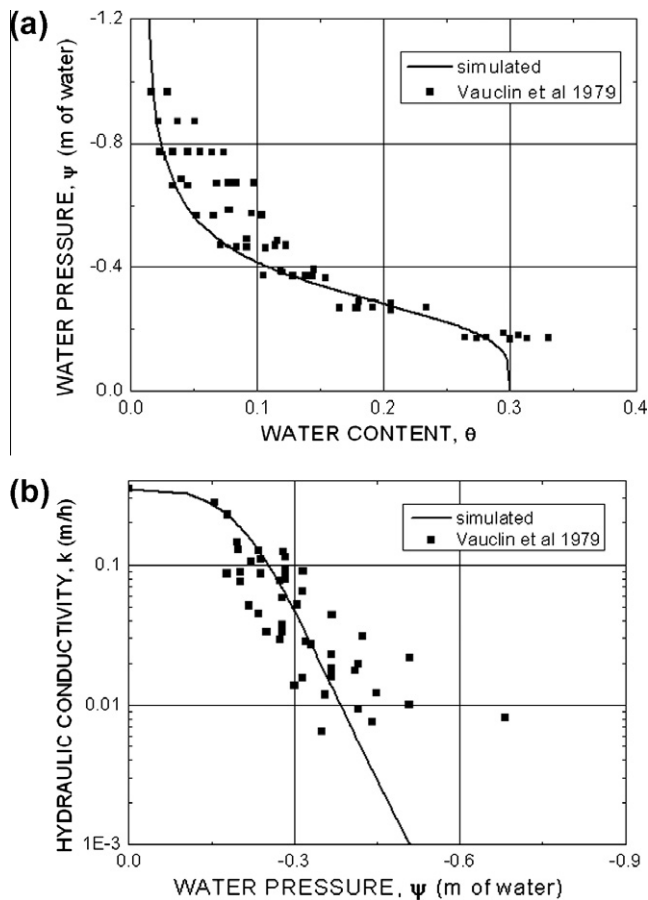 (a)
-1.2
-0.8
-0.4
0.0
WATER PRESSURE, ψ (m of water)
simulated
Vauclin et al 1979
0.0 0.1 0.2 0.3 0.4
WATER CONTENT, θ
(b)
0.1
0.01
1E-3
HYDRAULIC CONDUCTIVITY, k (m/h)
simulated
Vauclin et al 1979
0.0 -0.3 -0.6 -0.9
WATER PRESSURE, ψ (m of water)